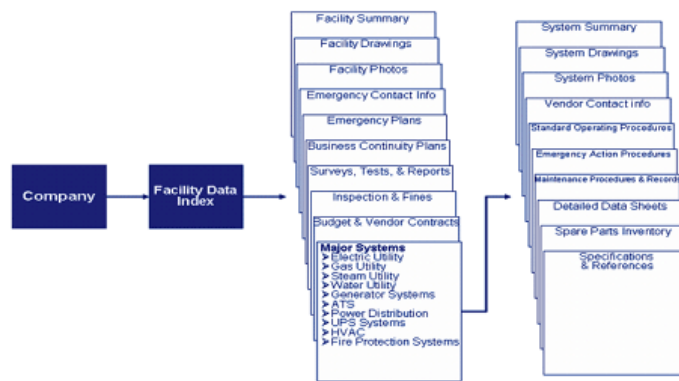 Company
Facility Data
Index
Facility Summary
Facility Drawings
Facility Photos
Emergency Contact Info
Emergency Plans
Business Continuity Plans
Surveys, Tests, & Reports
Inspection & Fines
Budget & Vendor Contracts
Major Systems
➢Electric Utility
➢Gas Utility
➢Steam Utility
➢Water Utility
➢Generator Systems
➢ATS
➢Power Distribution
➢UPS Systems
➢HVAC
➢Fire Protection Systems
System Summary
System Drawings
System Photos
Vendor Contact info
Standard Operating Procedures
Emergency Action Procedures
Maintenance Procedures & Records
Detailed Data Sheets
Spare Parts Inventory
Specifications
& References